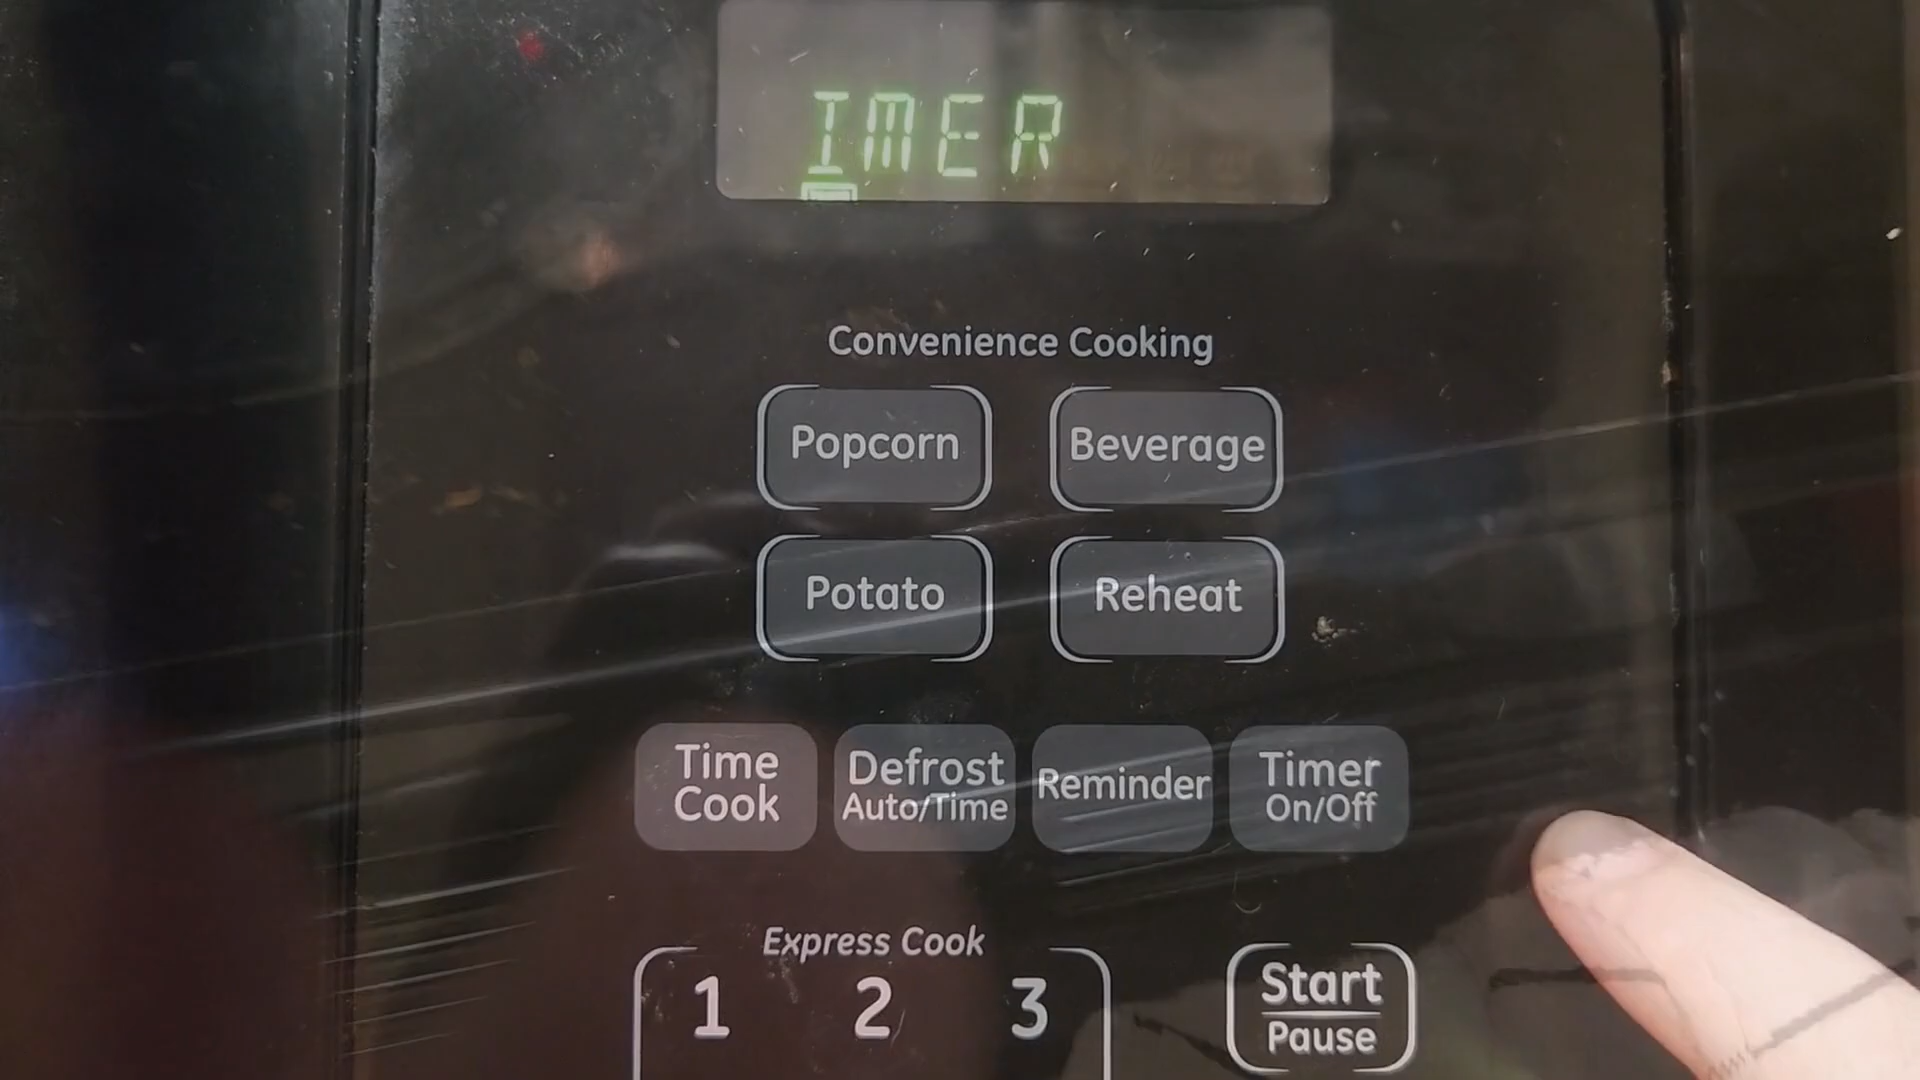 IMER
Convenience Cooking
Popcorn
Beverage
Potato
Reheat
Time
Cook
Defrost
Auto/Time
Reminder
Timer
On/Off
Express Cook
1 2 3
Start
Pause